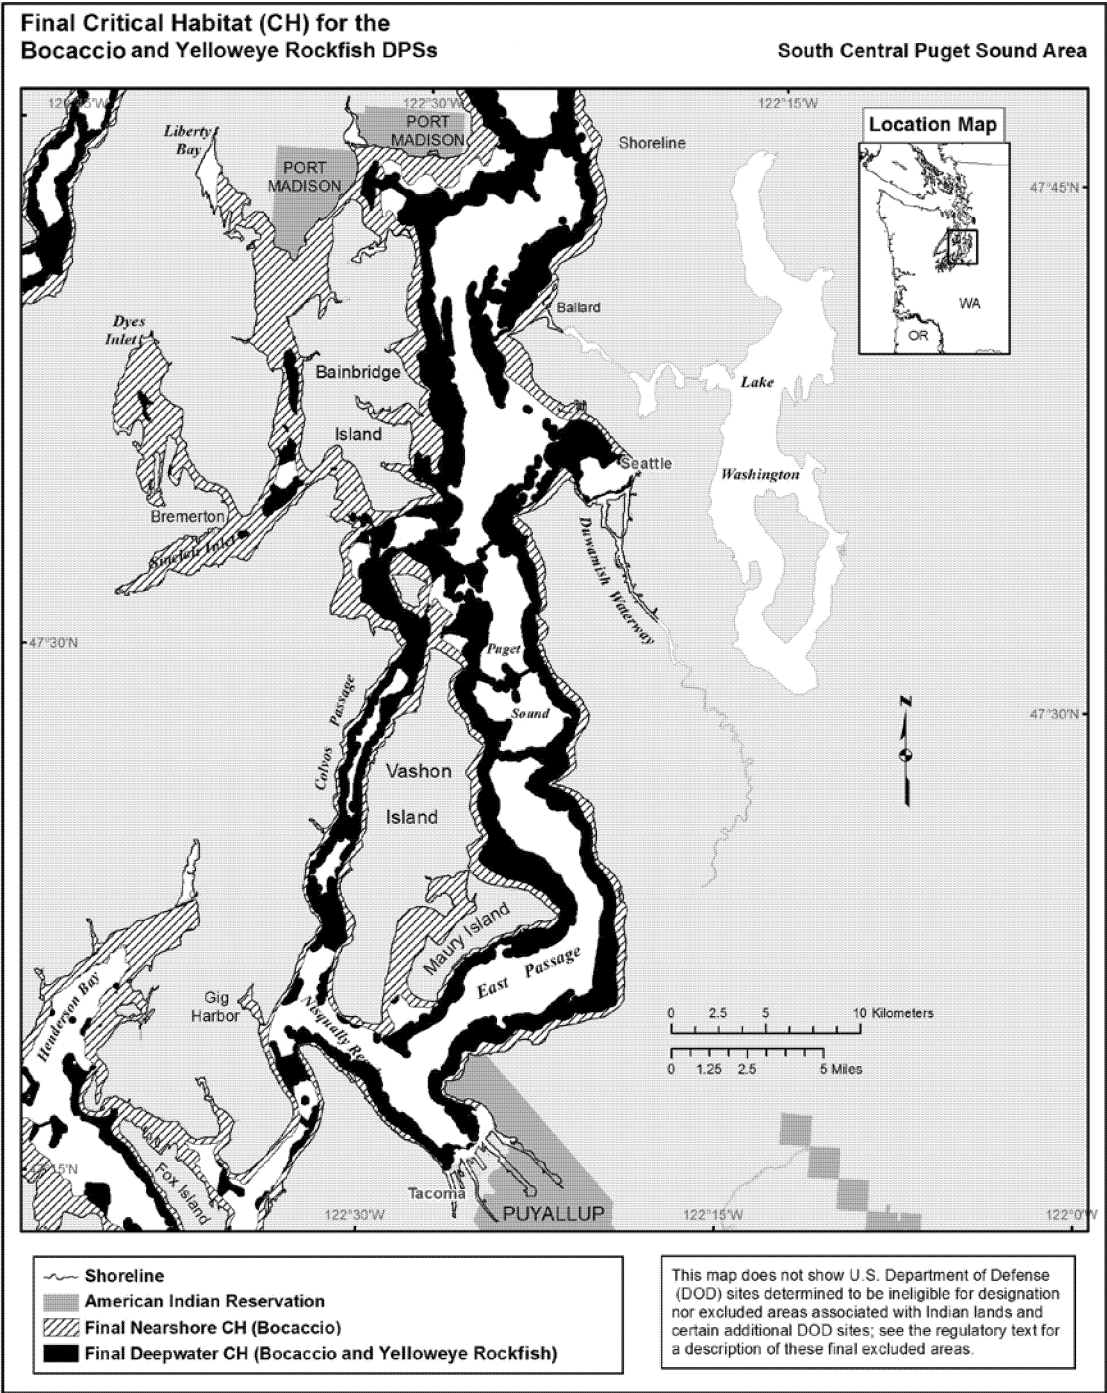 Final Critical Habitat (CH) for the
Bocaccio and Yelloweye Rockfish DPSs
South Central Puget Sound Area
122°30'W
122°15'W
Liberty
Bay
PORT
MADISON
PORT
MADISON
Shoreline
Location Map
47°45'N
WA
OR
Ballard
Dyes
Inlet
Bainbridge
Island
Lake
Washington
Seattle
Bremerton
Sinclair Inlet
Duwamish Waterway
47°30'N
Puget
Sound
47°30'N
Colvos Passage
Vashon
Island
Maury Island
East Passage
Henderson Bay
Gig
Harbor
Nisqually Re
N
0 2.5 5 10 Kilometers
0 1.25 2.5 5 Miles
Fox Island
Tacoma
PUYALLUP
122°30'W
122°15'W
122°0'W
Shoreline
American Indian Reservation
Final Nearshore CH (Bocaccio)
Final Deepwater CH (Bocaccio and Yelloweye Rockfish)
This map does not show U.S. Department of Defense
(DOD) sites determined to be ineligible for designation
nor excluded areas associated with Indian lands and
certain additional DOD sites; see the regulatory text for
a description of these final excluded areas.